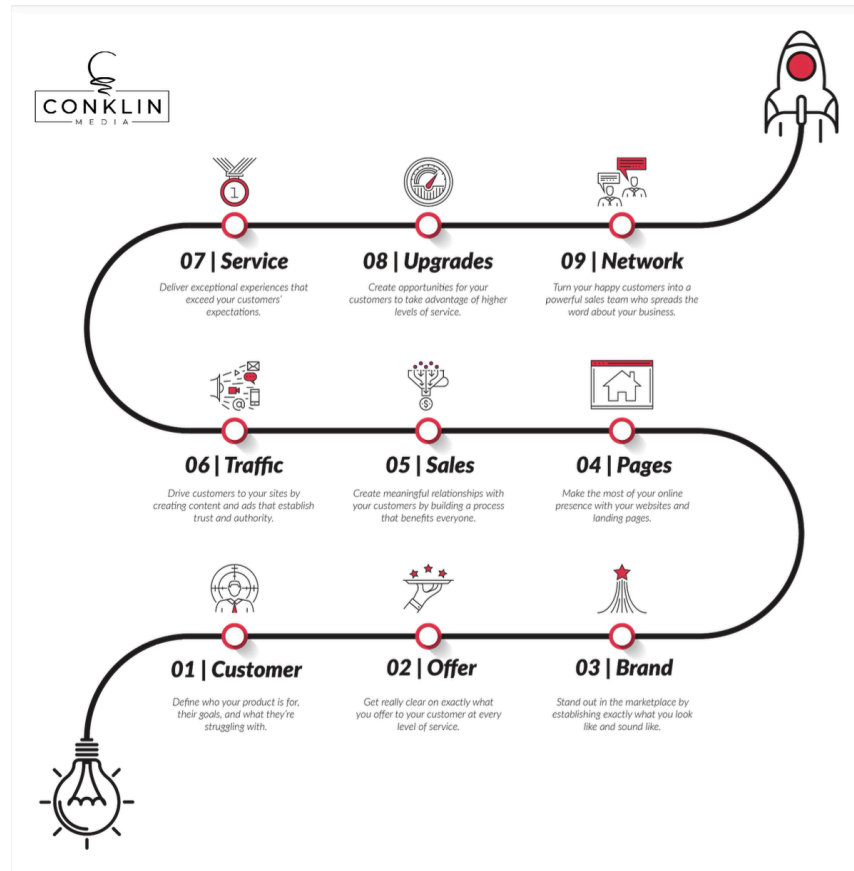 CONKLIN
MEDIA
1
07 | Service
Deliver exceptional experiences that
exceed your customers'
expectations.
08 | Upgrades
Create opportunities for your
customers to take advantage of higher
levels of service.
09 | Network
Turn your happy customers into a
powerful sales team who spreads the
word about your business.
@
06 | Traffic
Drive customers to your sites by
creating content and ads that establish
trust and authority.
$
05 | Sales
Create meaningful relationships with
your customers by building a process
that benefits everyone.
04 | Pages
Make the most of your online
presence with your websites and
landing pages.
01 | Customer
Define who your product is for,
their goals, and what they're
struggling with.
02 | Offer
Get really clear on exactly what
you offer to your customer at every
level of service.
03 | Brand
Stand out in the marketplace by
establishing exactly what you look
like and sound like.